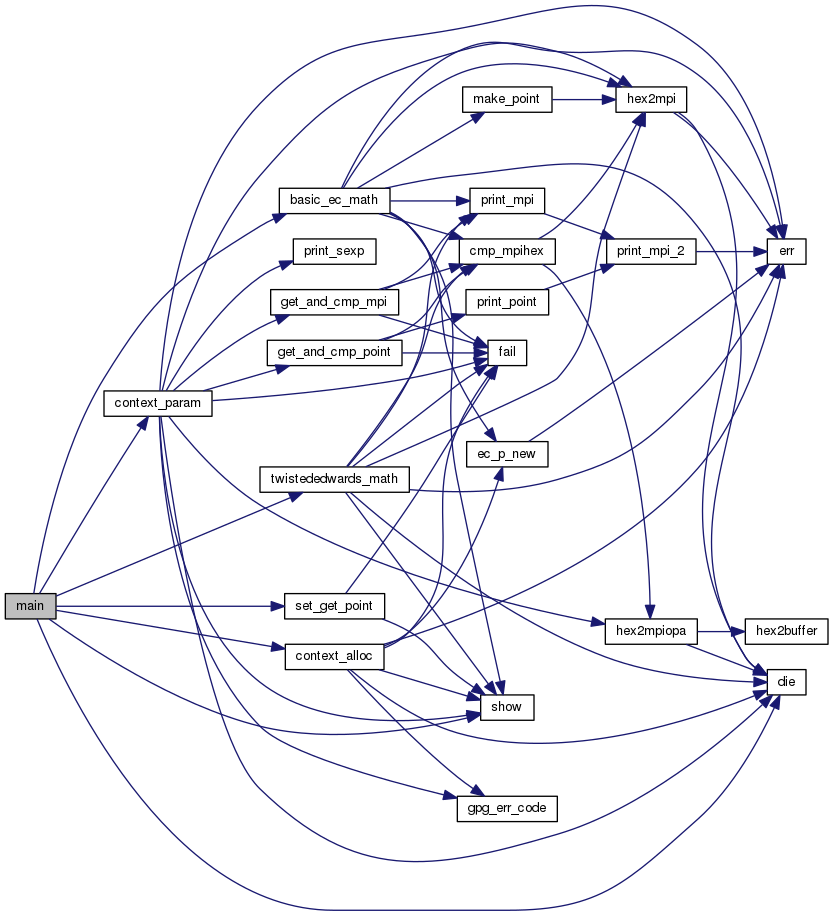 make_point
hex2mpi
basic_ec_math
print_mpi
print_sexp
cmp_mpihex
print_mpi_2
err
get_and_cmp_mpi
print_point
get_and_cmp_point
fail
context_param
ec_p_new
twistededwards_math
main
set_get_point
hex2mpiopa
hex2buffer
context_alloc
die
show
gpg_err_code